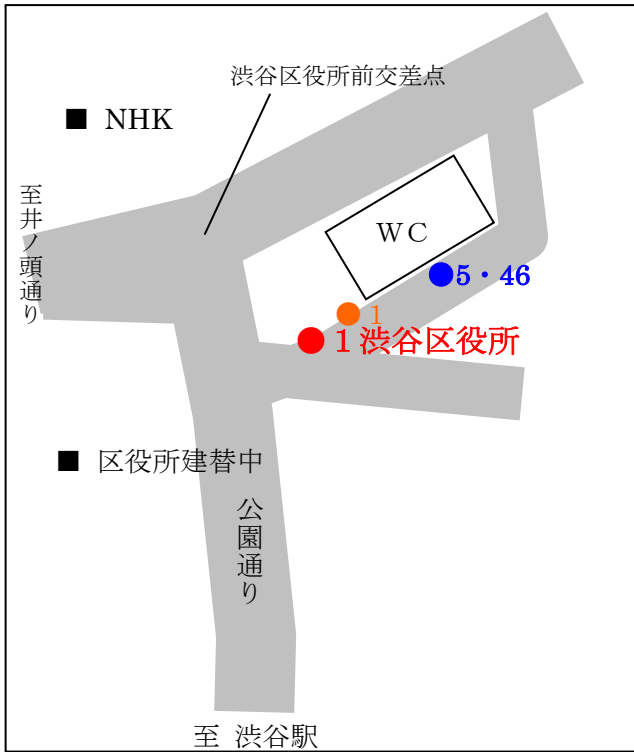 渋谷区役所前交差点
■ NHK
至井ノ頭通り
WC
5・46
1
1 渋谷区役所
■ 区役所建替中
公園通り
至 渋谷駅